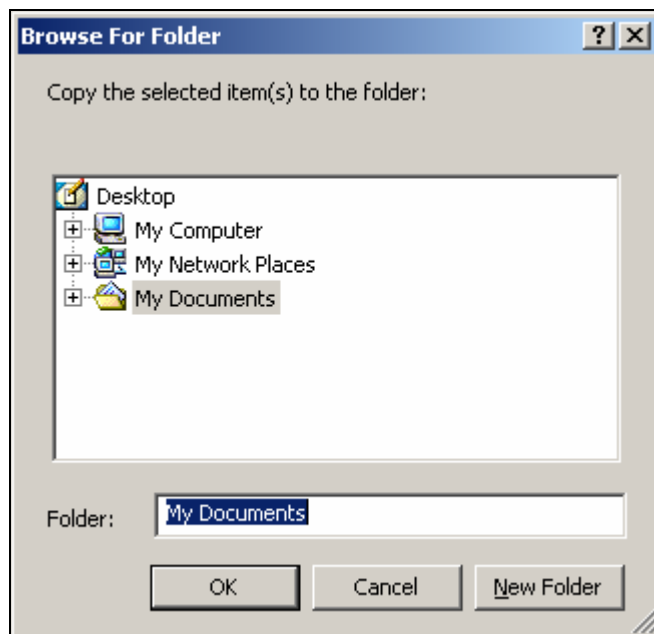 Browse For Folder
Copy the selected item(s) to the folder:
Desktop
My Computer
My Network Places
My Documents
Folder: My Documents
OK Cancel New Folder